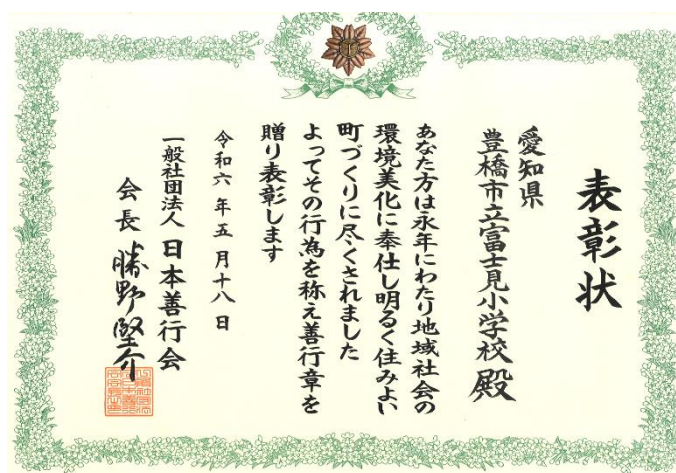 表彰状
愛知県
豊橋市立富士見小学校 殿
あなた方は永年にわたり地域社会の
環境美化に奉仕し明るく住みよい
町づくりに尽くされました
よってその行為を称え善行章を
贈り表彰します
令和六年五月十八日
一般社団法人 日本善行会
会長 勝野堅介